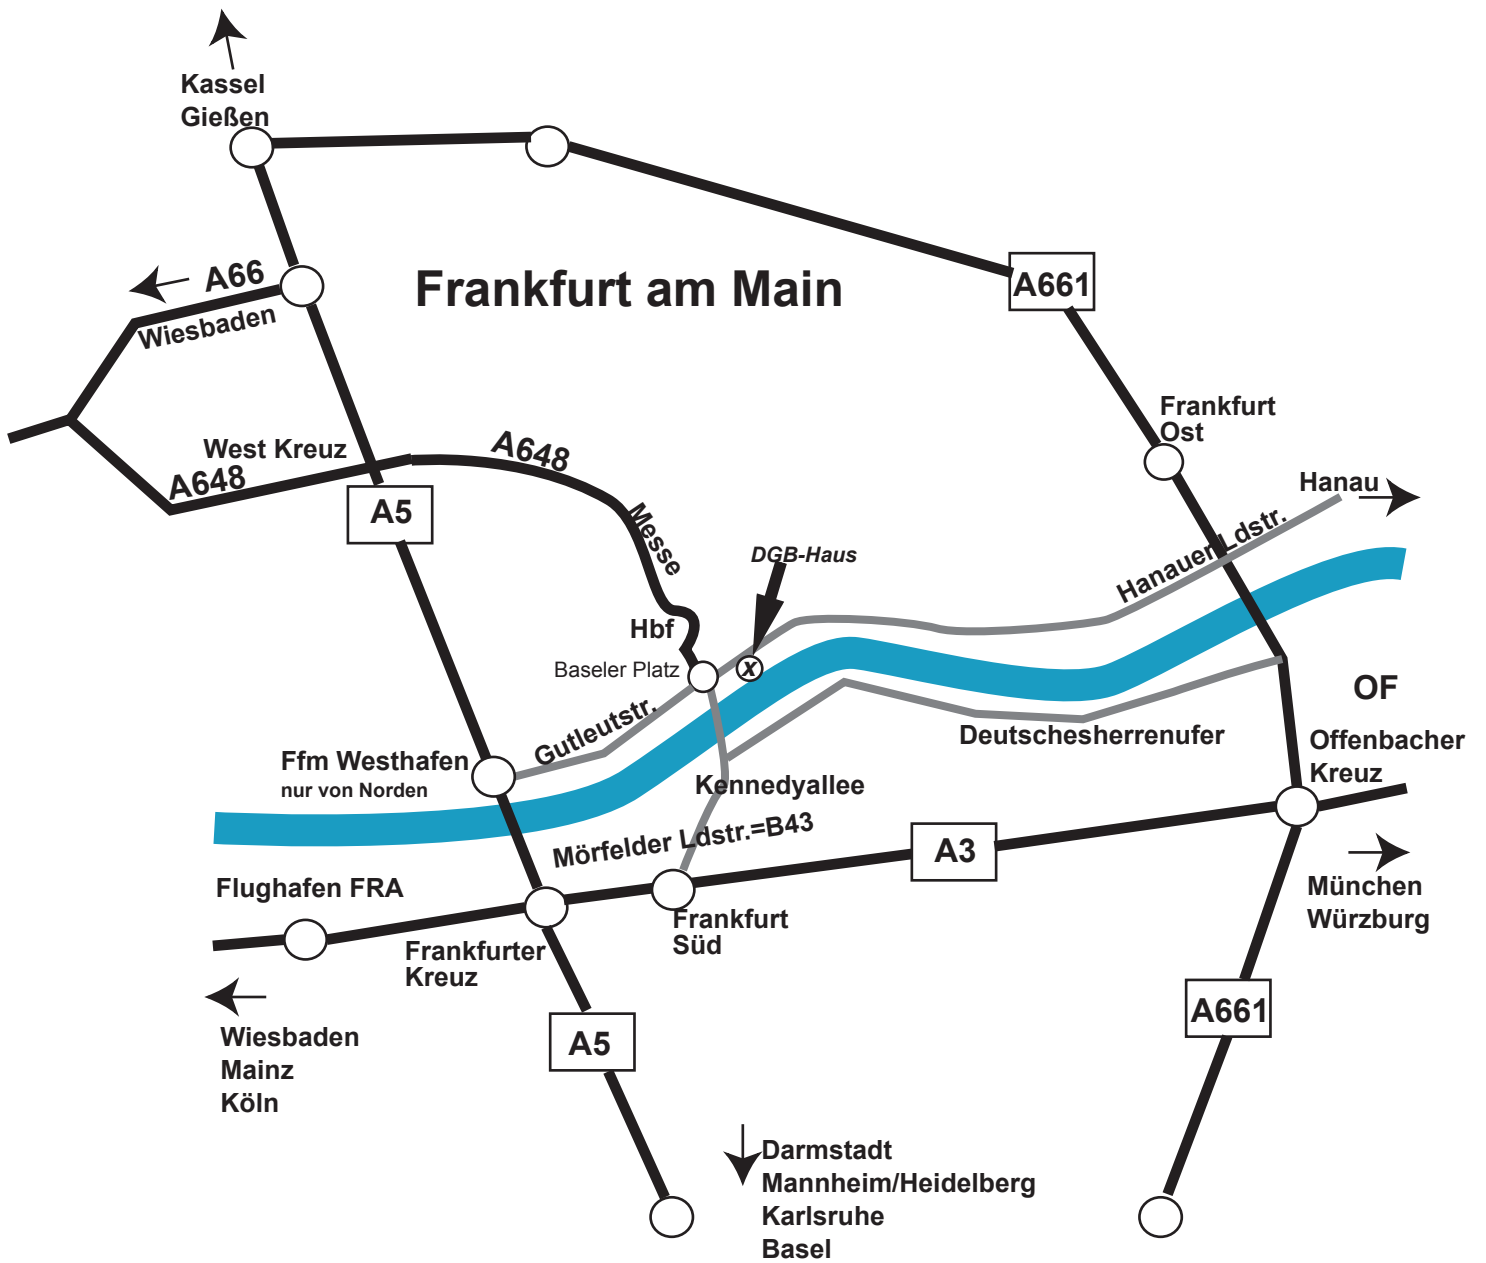 Kassel
Gießen
A66
Wiesbaden
Frankfurt am Main
A661
Frankfurt
Ost
West Kreuz
A648
A648
A5
Messe
Hanau
Hanauer Ldstr.
DGB-Haus
Hbf
Baseler Platz
x
Gutleutstr.
OF
Deutschesherrenufer
Offenbacher
Kreuz
Ffm Westhafen
nur von Norden
Kennedyallee
Mörfelder Ldstr.=B43
A3
Flughafen FRA
Frankfurt
Süd
München
Würzburg
Frankfurter
Kreuz
A661
Wiesbaden
Mainz
Köln
A5
Darmstadt
Mannheim/Heidelberg
Karlsruhe
Basel